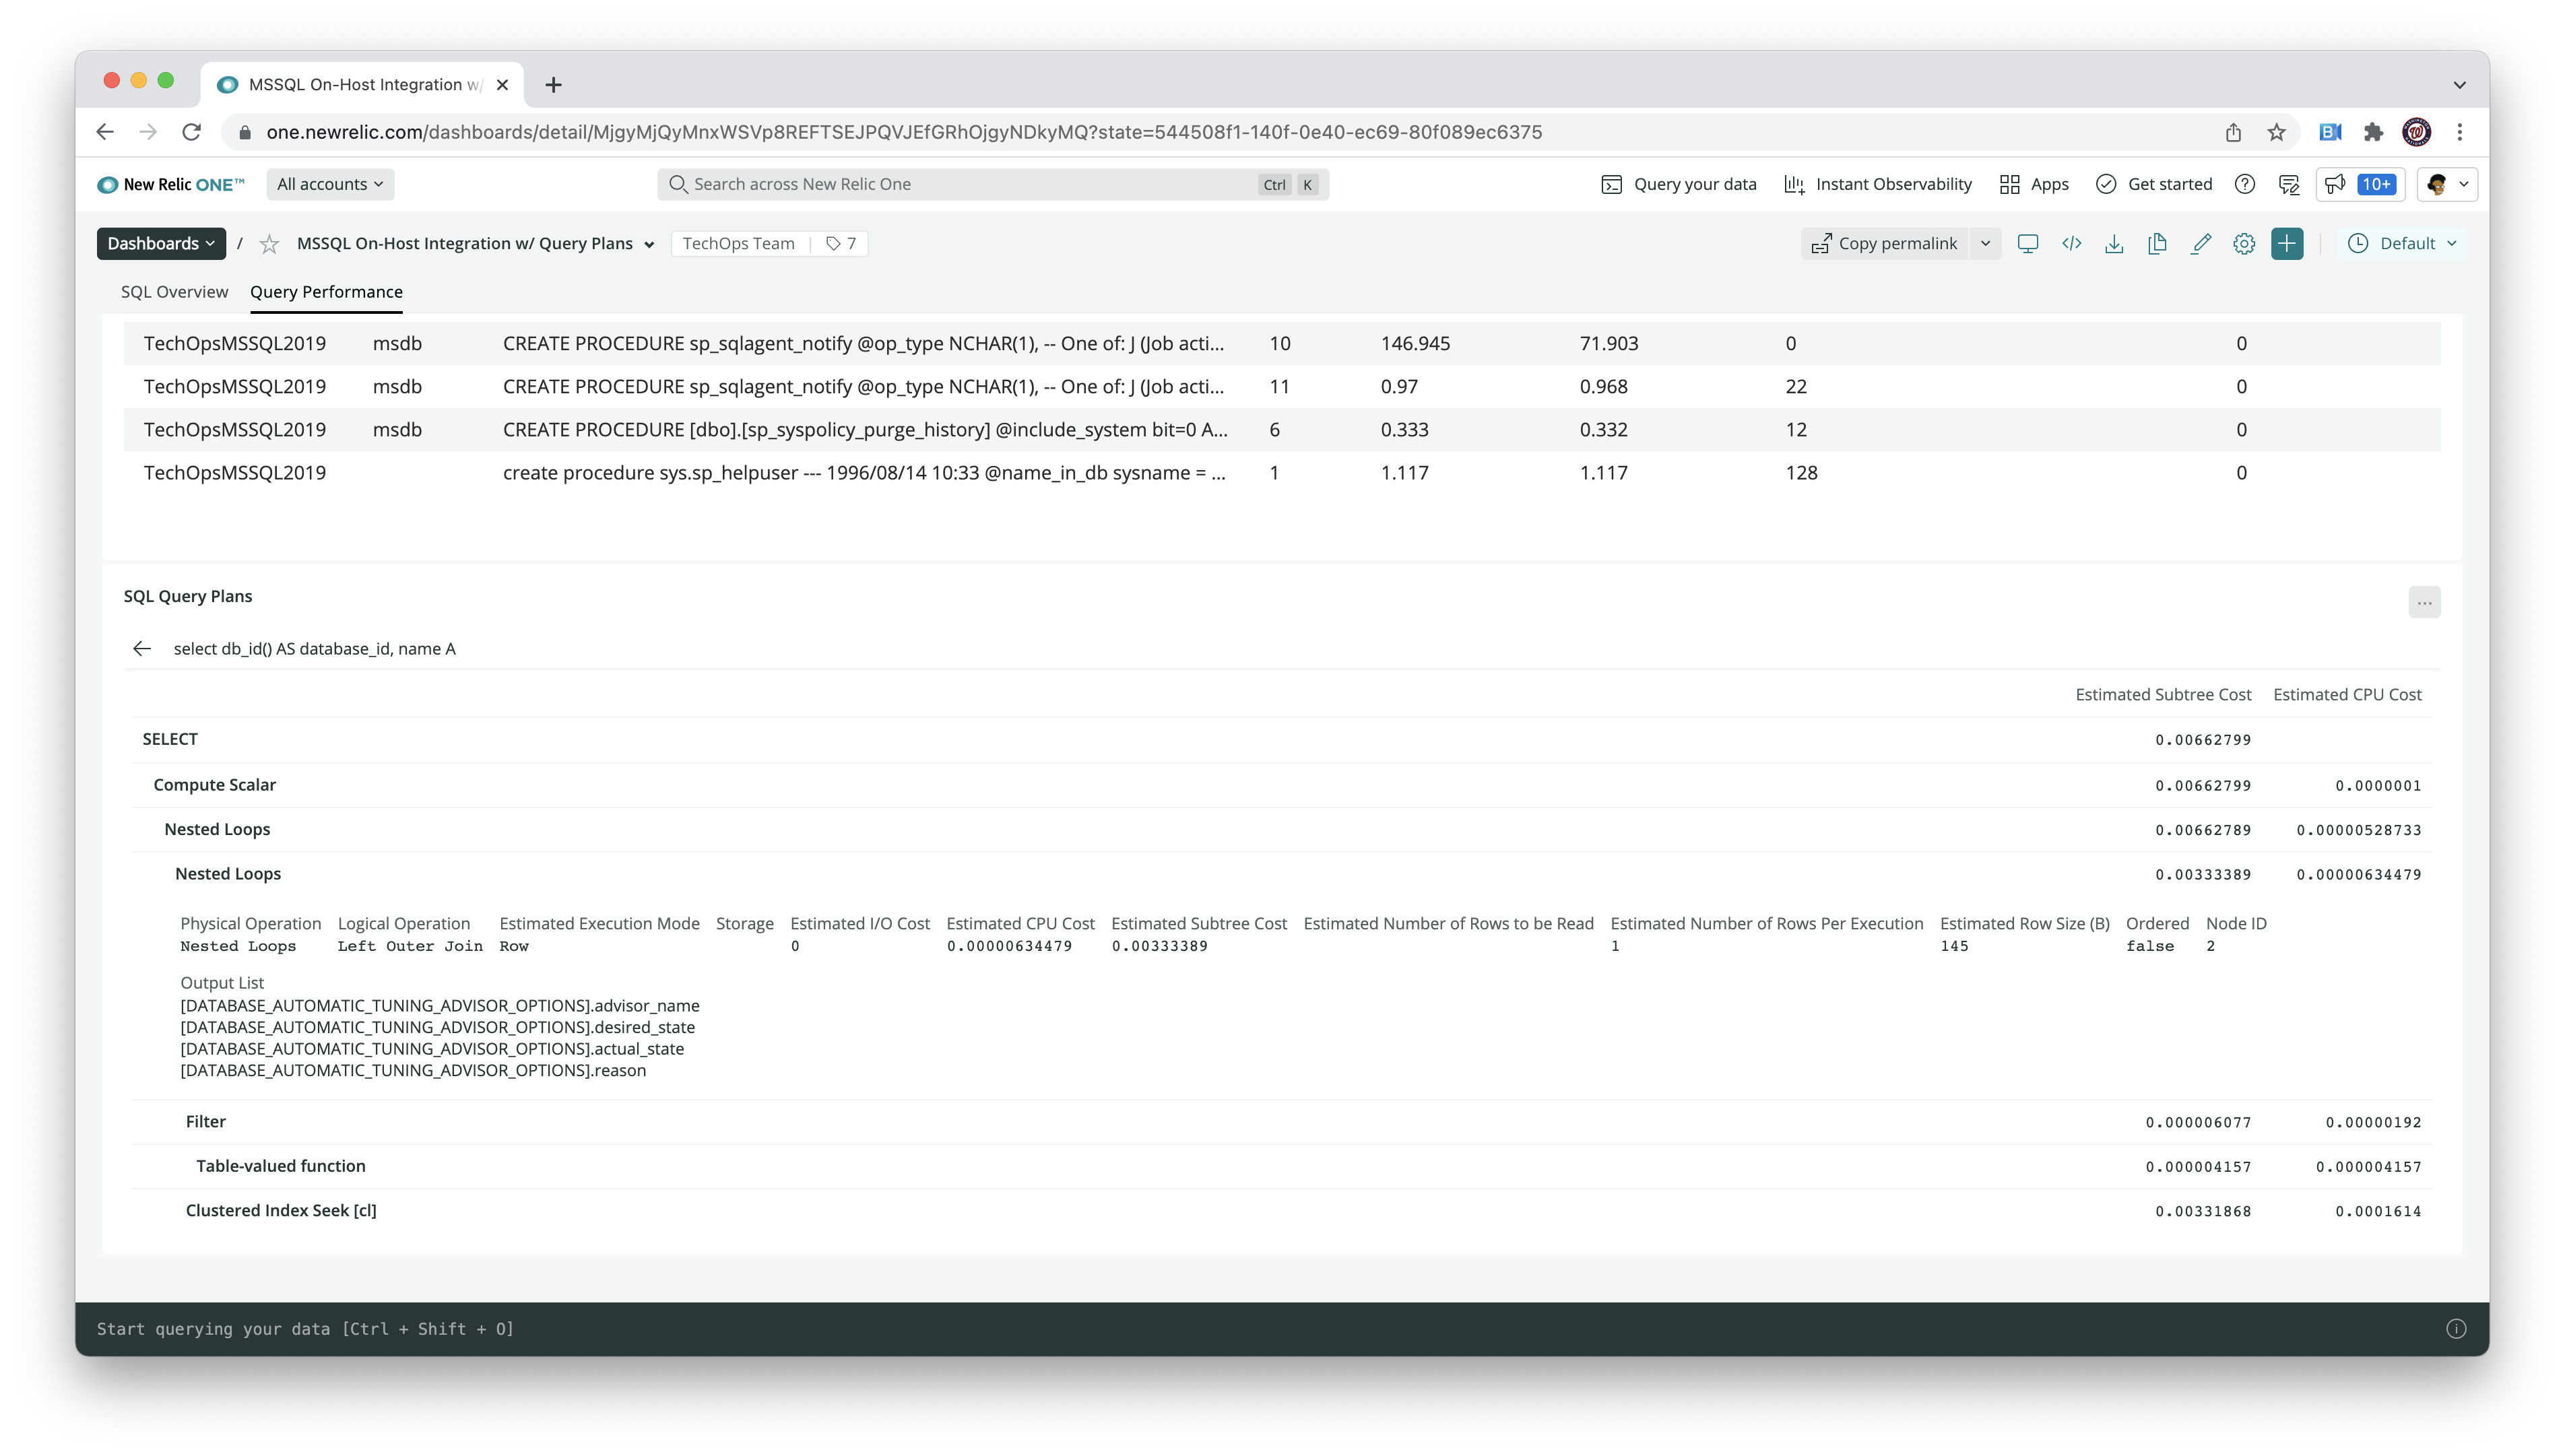 MSSQL On-Host Integration w/
one.newrelic.com/dashboards/detail/MjgyMjQyMnxWSVp8REFTSEJPQVJEfGRhOjgyNDkyMQ?state=544508f1-140f-0e40-ec69-80f089ec6375
New Relic ONE™ All accounts Search across New Relic One Ctrl K Query your data Instant Observability Apps Get started 10+
Dashboards / MSSQL On-Host Integration w/ Query Plans TechOps Team 7 Copy permalink Default
SQL Overview Query Performance
TechOpsMSSQL2019 msdb CREATE PROCEDURE sp_sqlagent_notify @op_type NCHAR(1), -- One of: J (Job acti... 10 146.945 71.903 0 0
TechOpsMSSQL2019 msdb CREATE PROCEDURE sp_sqlagent_notify @op_type NCHAR(1), -- One of: J (Job acti... 11 0.97 0.968 22 0
TechOpsMSSQL2019 msdb CREATE PROCEDURE [dbo].[sp_syspolicy_purge_history] @include_system bit=0 A... 6 0.333 0.332 12 0
TechOpsMSSQL2019 create procedure sys.sp_helpuser --- 1996/08/14 10:33 @name_in_db sysname = ... 1 1.117 1.117 128 0
SQL Query Plans
select db_id() AS database_id, name A
Estimated Subtree Cost Estimated CPU Cost
SELECT 0.00662799
Compute Scalar 0.00662799 0.0000001
Nested Loops 0.00662789 0.00000528733
Nested Loops 0.00333389 0.00000634479
Physical Operation Logical Operation Estimated Execution Mode Storage Estimated I/O Cost Estimated CPU Cost Estimated Subtree Cost Estimated Number of Rows to be Read Estimated Number of Rows Per Execution Estimated Row Size (B) Ordered Node ID
Nested Loops Left Outer Join Row 0 0.00000634479 0.00333389 1 145 false 2
Output List
[DATABASE_AUTOMATIC_TUNING_ADVISOR_OPTIONS].advisor_name
[DATABASE_AUTOMATIC_TUNING_ADVISOR_OPTIONS].desired_state
[DATABASE_AUTOMATIC_TUNING_ADVISOR_OPTIONS].actual_state
[DATABASE_AUTOMATIC_TUNING_ADVISOR_OPTIONS].reason
Filter 0.000006077 0.00000192
Table-valued function 0.000004157 0.000004157
Clustered Index Seek [cl] 0.00331868 0.0001614
Start querying your data [Ctrl + Shift + O]